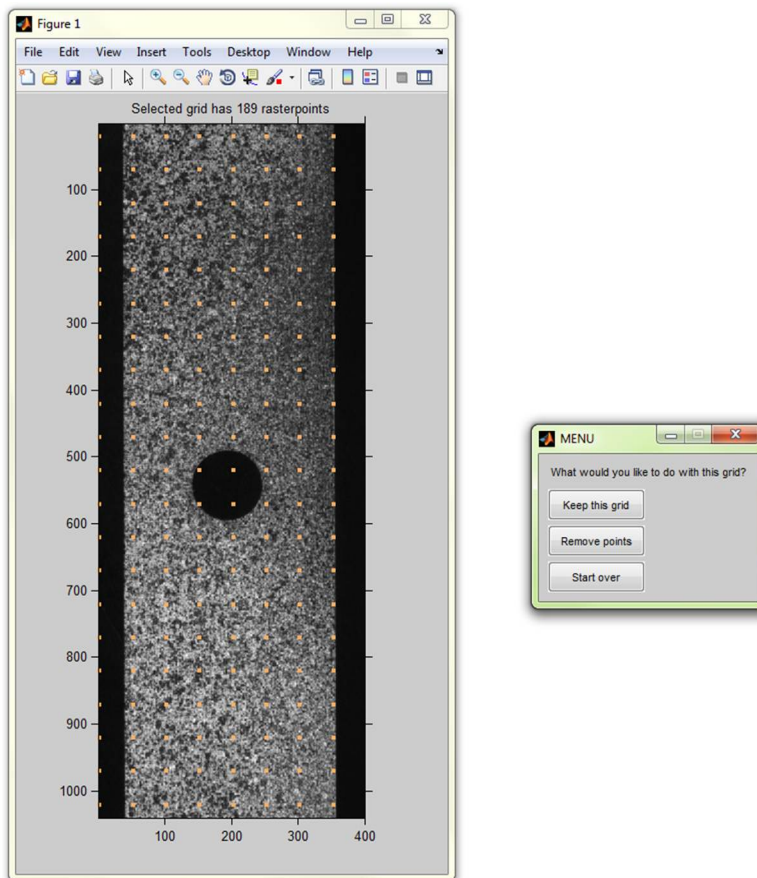 Figure 1
File Edit View Insert Tools Desktop Window Help
Selected grid has 189 rasterpoints
100
200
300
400
500
600
700
800
900
1000
100 200 300 400
MENU
What would you like to do with this grid?
Keep this grid
Remove points
Start over